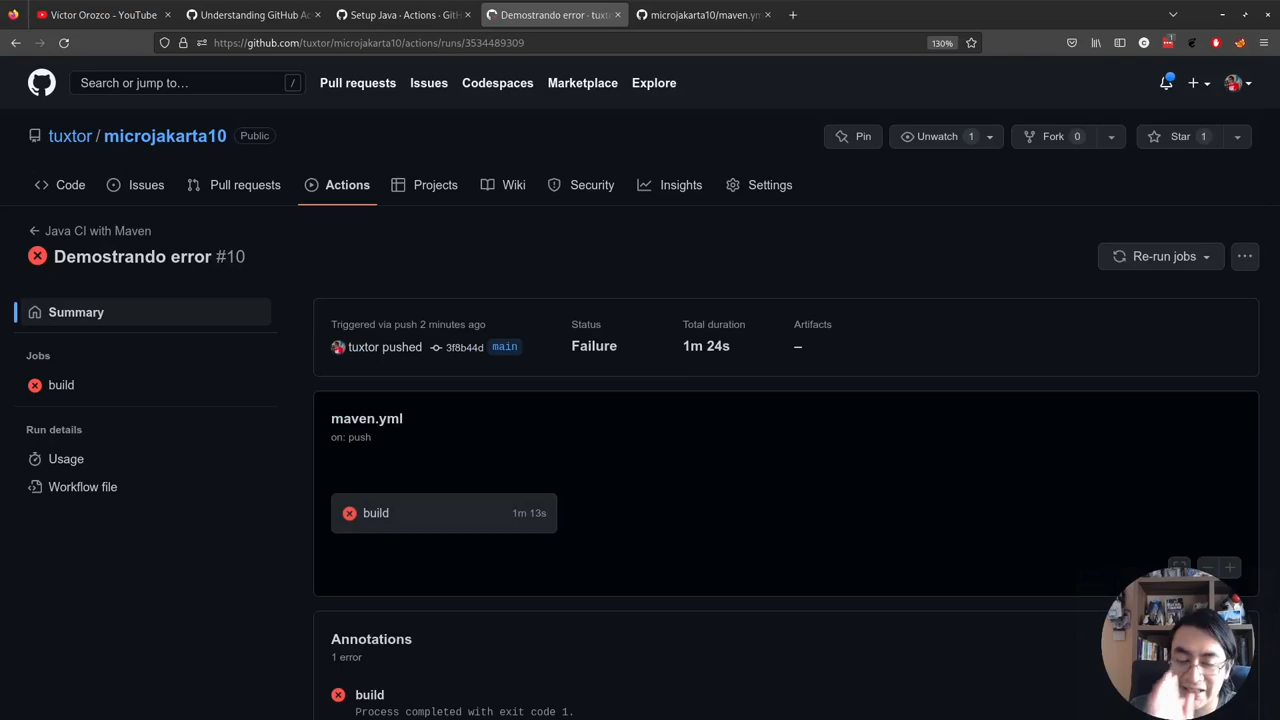 Víctor Orozco - YouTube
Understanding GitHub Ac
Setup Java · Actions · GitH
Demostrando error · tuxto
microjakarta10/maven.ym
https://github.com/tuxtor/microjakarta10/actions/runs/3534489309
130%
1
Search or jump to…
/
Pull requests
Issues
Codespaces
Marketplace
Explore
tuxtor / microjakarta10
Public
Pin
Unwatch 1
Fork 0
Star 1
Code
Issues
Pull requests
Actions
Projects
Wiki
Security
Insights
Settings
Java CI with Maven
Demostrando error #10
Re-run jobs
Summary
Jobs
build
Run details
Usage
Workflow file
Triggered via push 2 minutes ago
tuxtor pushed 3f8b44d main
Status
Failure
Total duration
1m 24s
Artifacts
–
maven.yml
on: push
build 1m 13s
Annotations
1 error
build
Process completed with exit code 1.